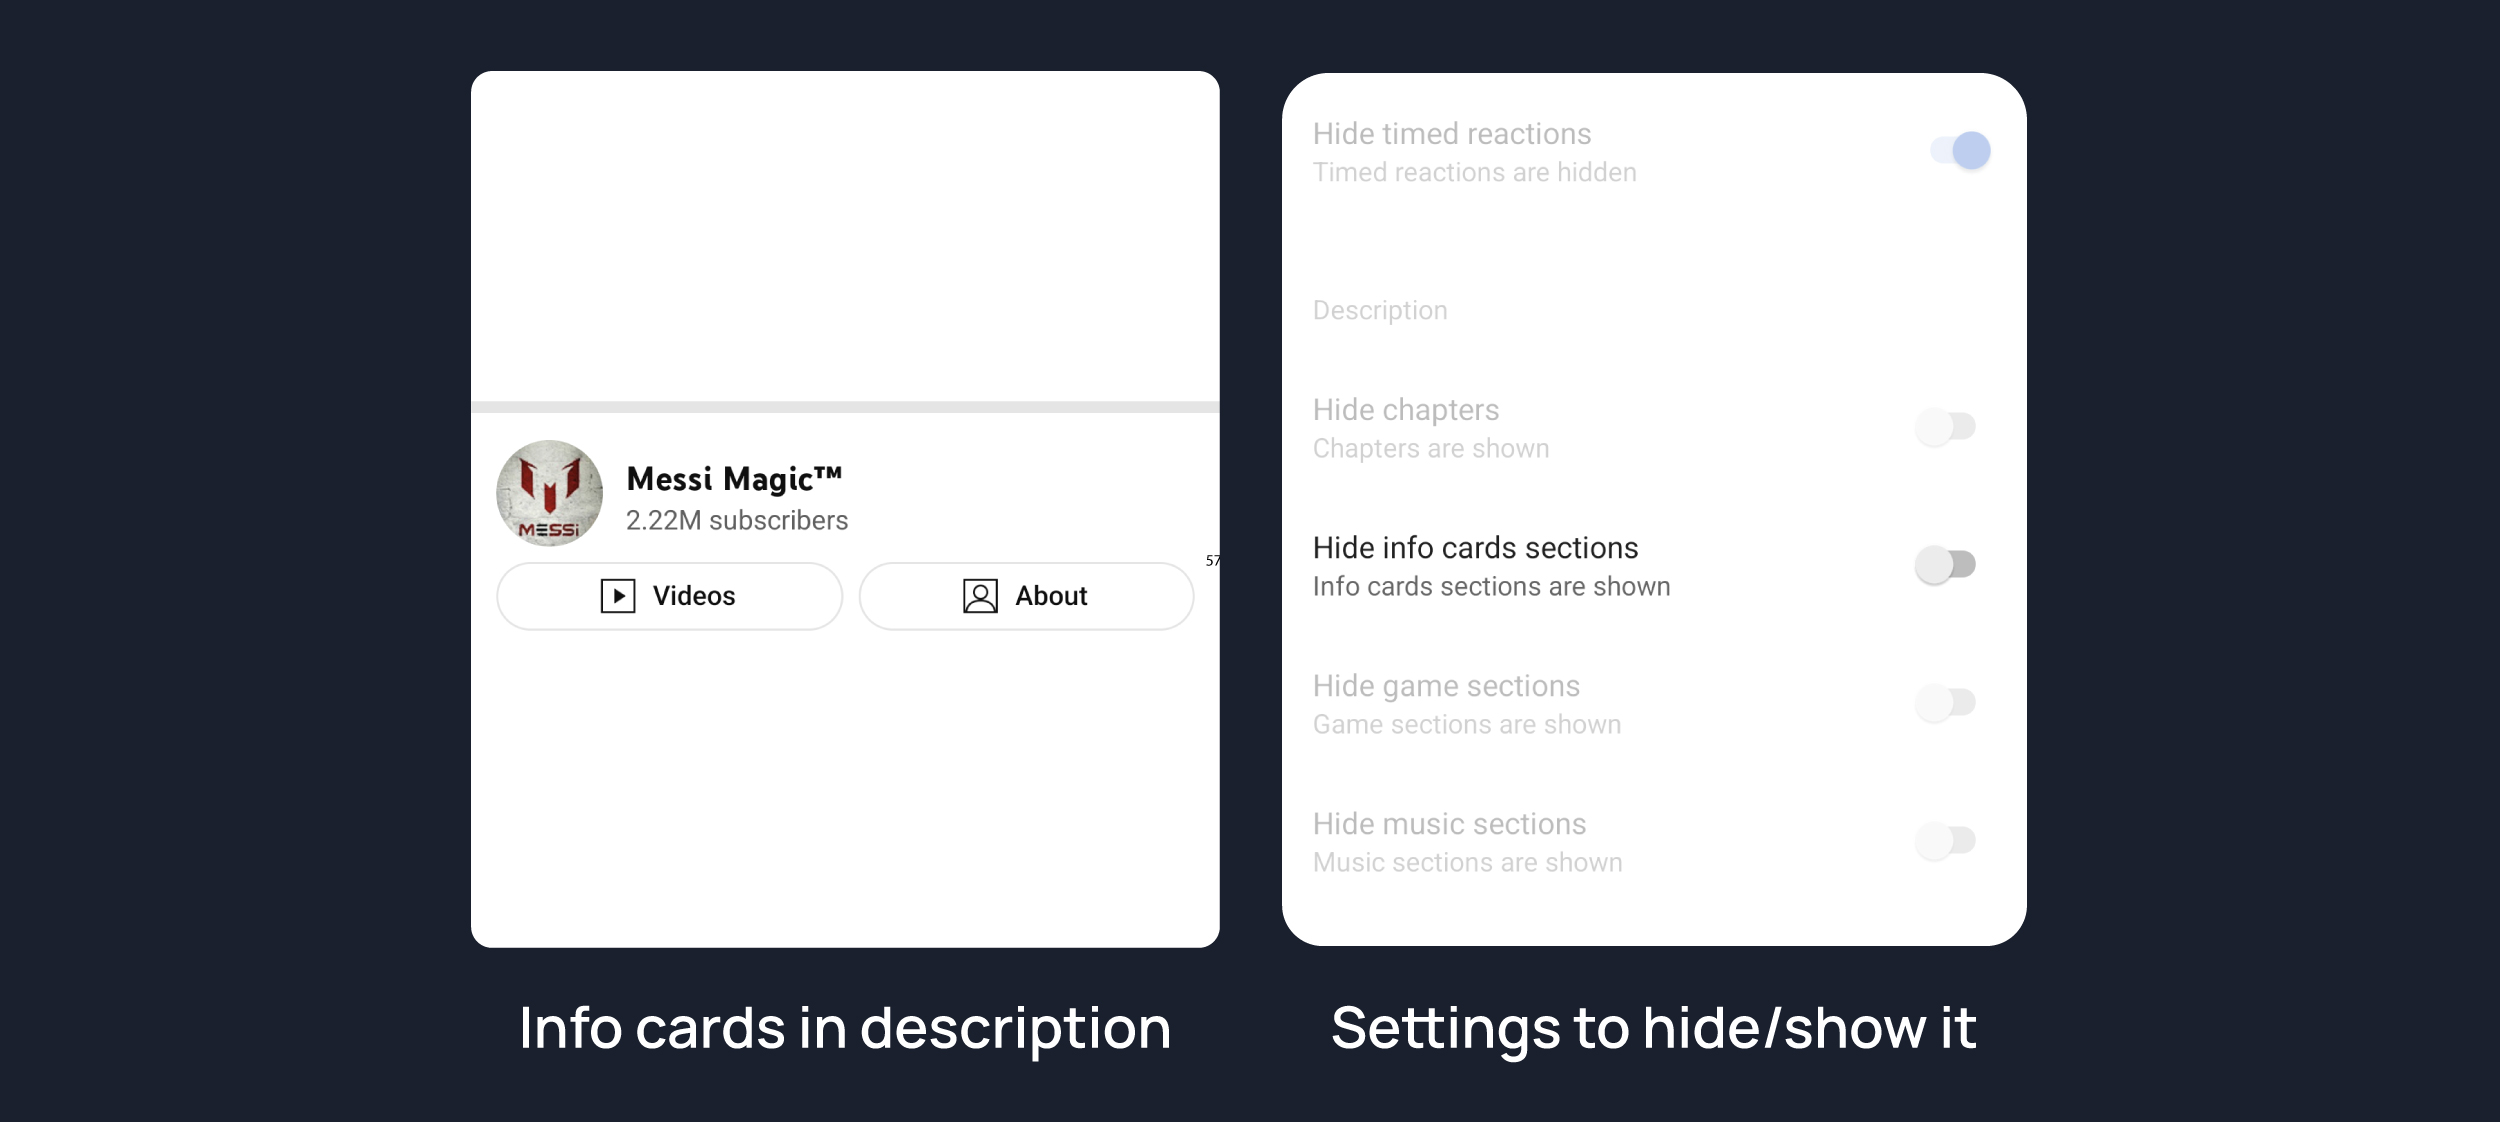 MESSi
Messi Magic™
2.22M subscribers
57
Videos
About
Info cards in description
Hide timed reactions
Timed reactions are hidden
Description
Hide chapters
Chapters are shown
Hide info cards sections
Info cards sections are shown
Hide game sections
Game sections are shown
Hide music sections
Music sections are shown
Settings to hide/show it